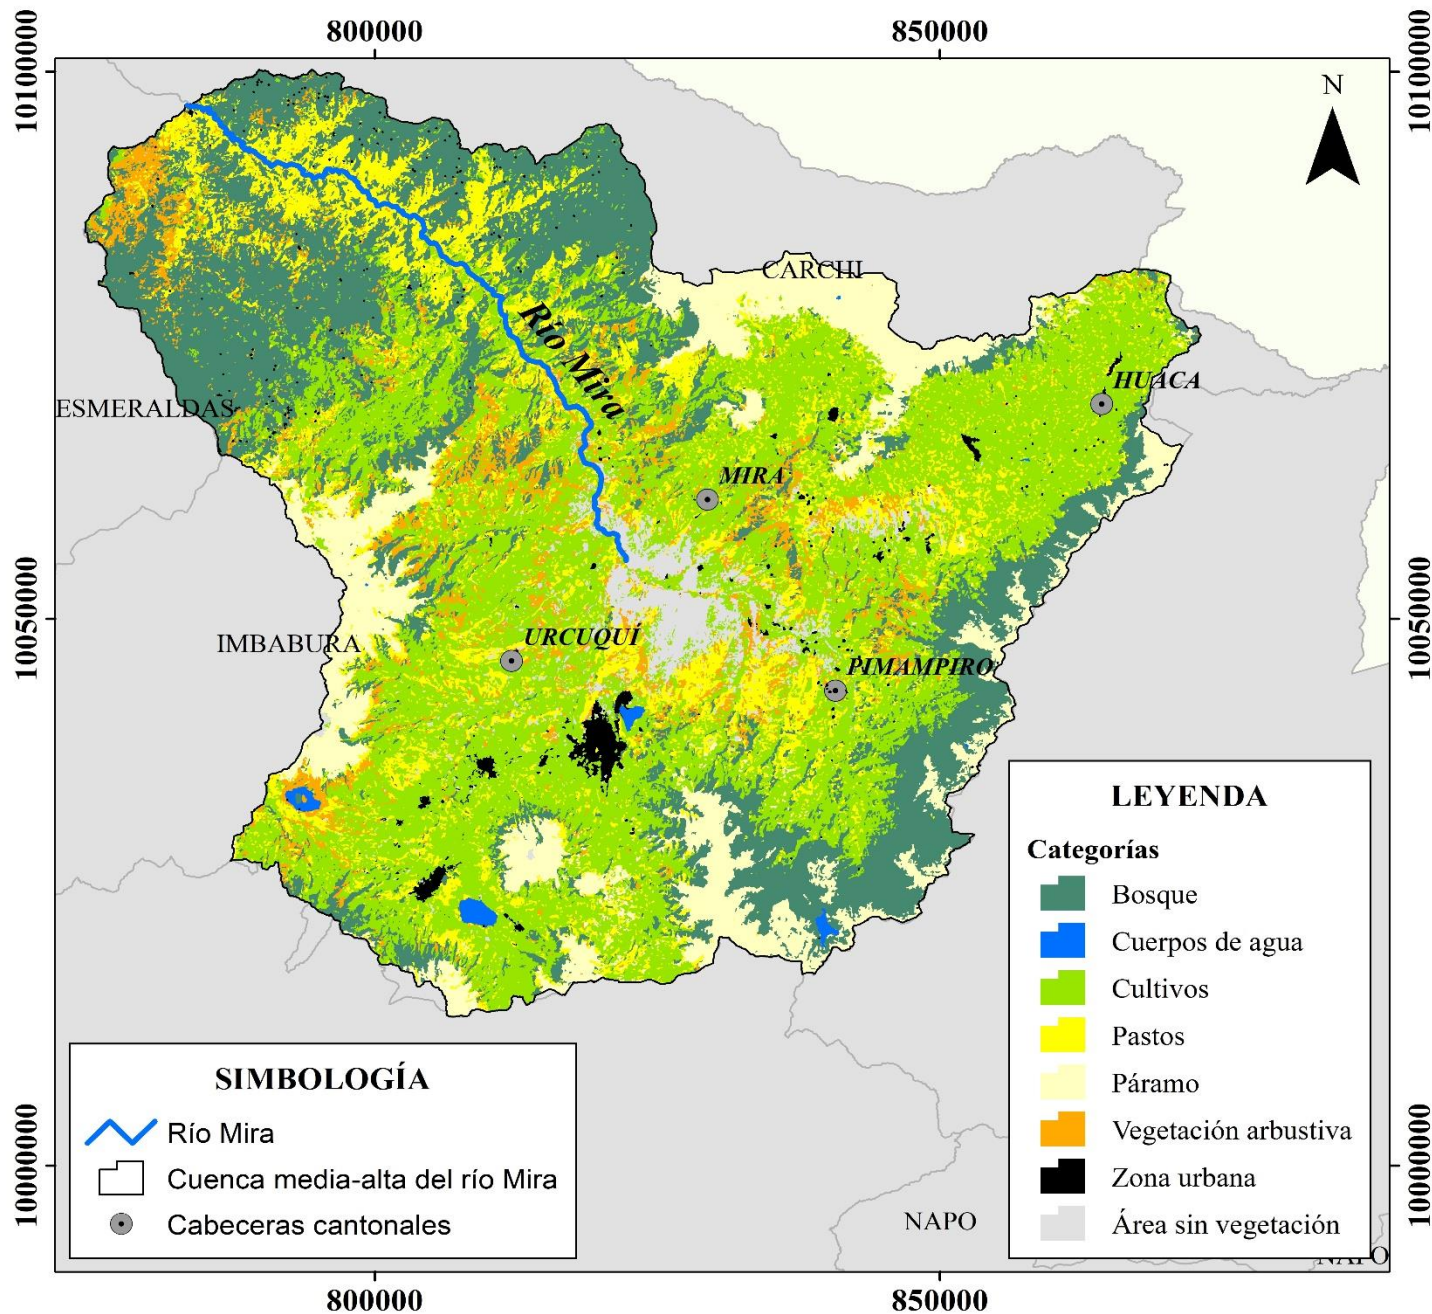 800000
850000
10100000
10100000
N
CARCHI
Río Mira
HUACA
ESMERALDAS
MIRA
10050000
10050000
URCUQUÍ
IMBABURA
PIMAMPIRO
LEYENDA
Categorías
Bosque
Cuerpos de agua
Cultivos
Pastos
Páramo
Vegetación arbustiva
Zona urbana
Área sin vegetación
SIMBOLOGÍA
Río Mira
Cuenca media-alta del río Mira
Cabeceras cantonales
10000000
10000000
NAPO
NAPO
800000
850000